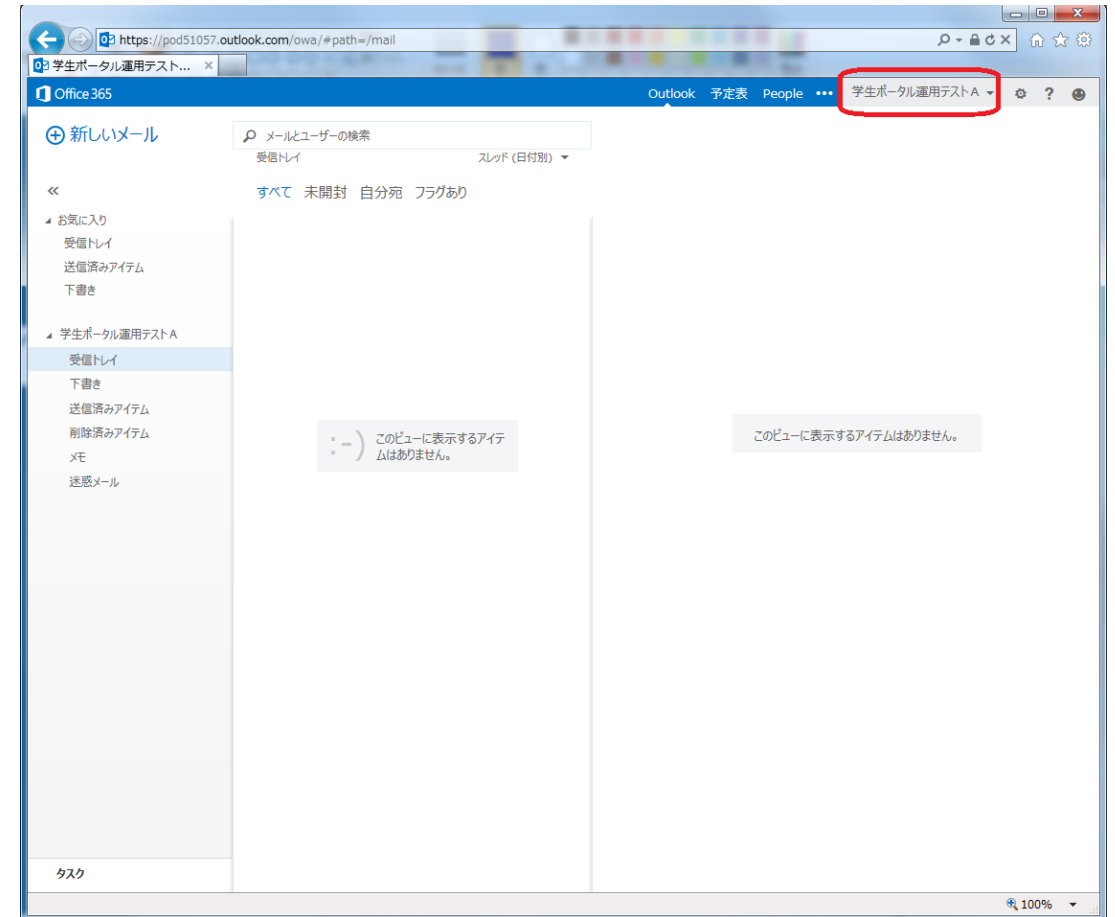 https://pod51057.outlook.com/owa/#path=/mail
学生ポータル運用テスト... ×
Office 365
Outlook 予定表 People ••• 学生ポータル運用テストA ?
新しいメール
メールとユーザーの検索
受信トレイ スレッド (日付別)
«
すべて 未開封 自分宛 フラグあり
お気に入り
受信トレイ
送信済みアイテム
下書き
学生ポータル運用テストA
受信トレイ
下書き
送信済みアイテム
削除済みアイテム
メモ
迷惑メール
:-)
このビューに表示するアイテ
ムはありません。
このビューに表示するアイテムはありません。
タスク
100%